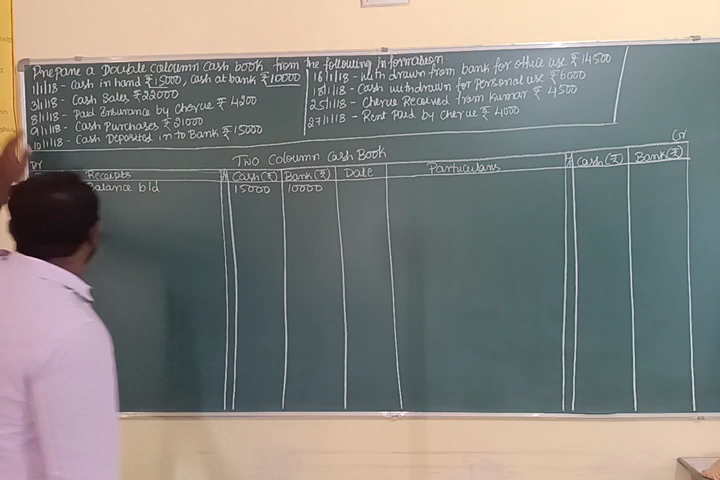 Prepare a Double Coloumn Cash book from the following information
1/1/18 - Cash in hand ₹15000, Cash at bank ₹10000
3/1/18 - Cash Sales ₹22000
8/1/18 - Paid Insurance by Cheque ₹ 4200
9/1/18 - Cash Purchases ₹ 21000
10/1/18 - Cash Deposited in to Bank ₹ 15000
16/1/18 - With drawn from bank for office use ₹ 14500
18/1/18 - Cash withdrawn for Personal use ₹ 6000
25/1/18 - Cheque Received from Kumar ₹ 4500
27/1/18 - Rent Paid by Cheque ₹ 4000
Dr Two Coloumn Cash Book Cr
Receipts Cash(₹) Bank(₹) Date Particulars Cash(₹) Bank(₹)
Balance b/d 15000 10000